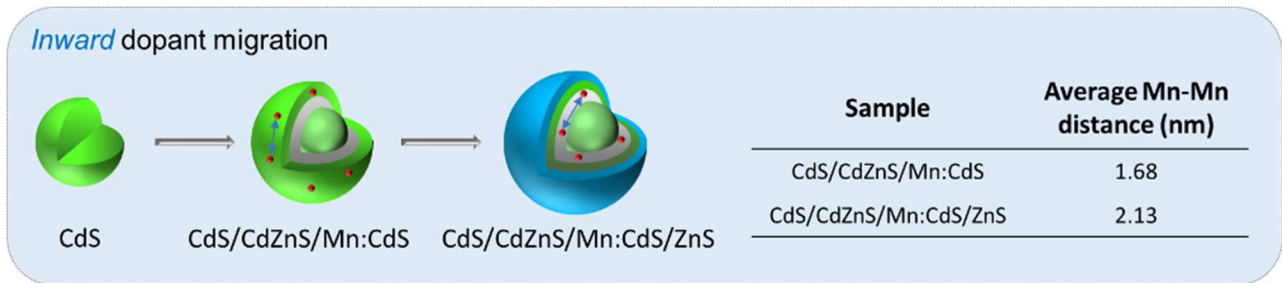 Inward dopant migration
CdS
CdS/CdZnS/Mn:CdS
CdS/CdZnS/Mn:CdS/ZnS
Sample
Average Mn-Mn
distance (nm)
CdS/CdZnS/Mn:CdS
1.68
CdS/CdZnS/Mn:CdS/ZnS
2.13